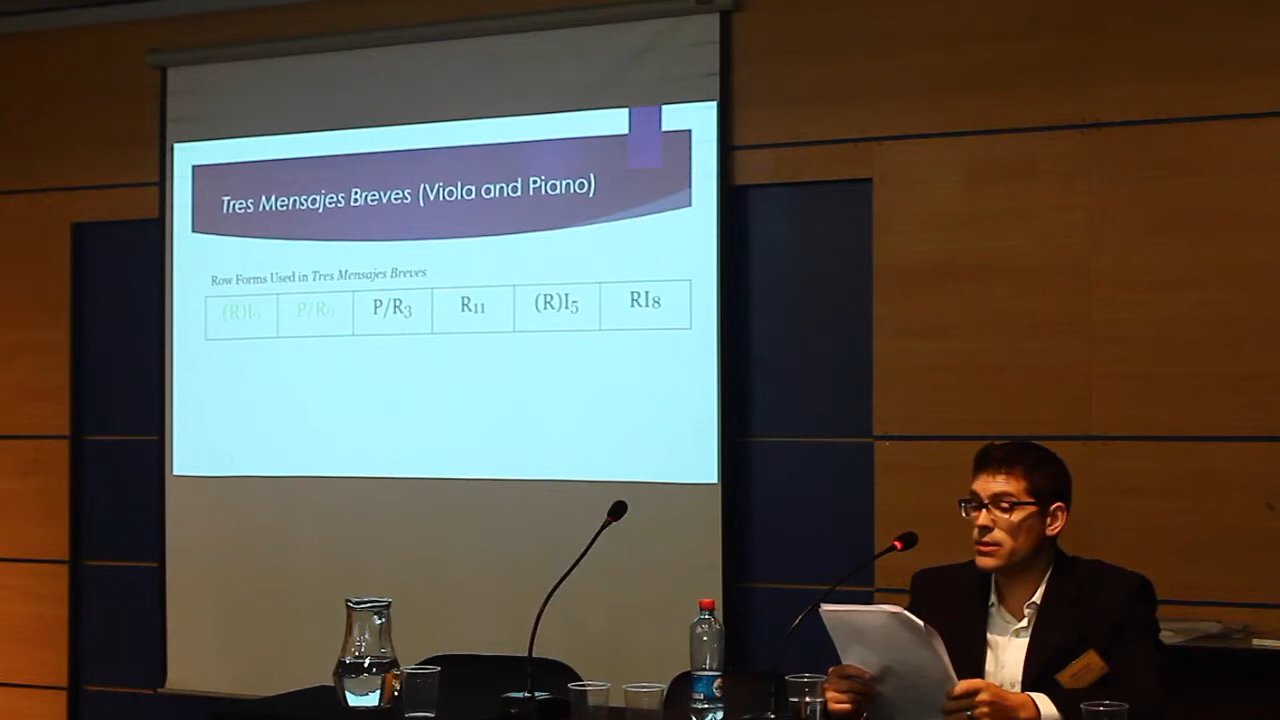 Tres Mensajes Breves (Viola and Piano)
Row Forms Used in Tres Mensajes Breves
P/R₃ R₁₁ (R)I₅ RI₈